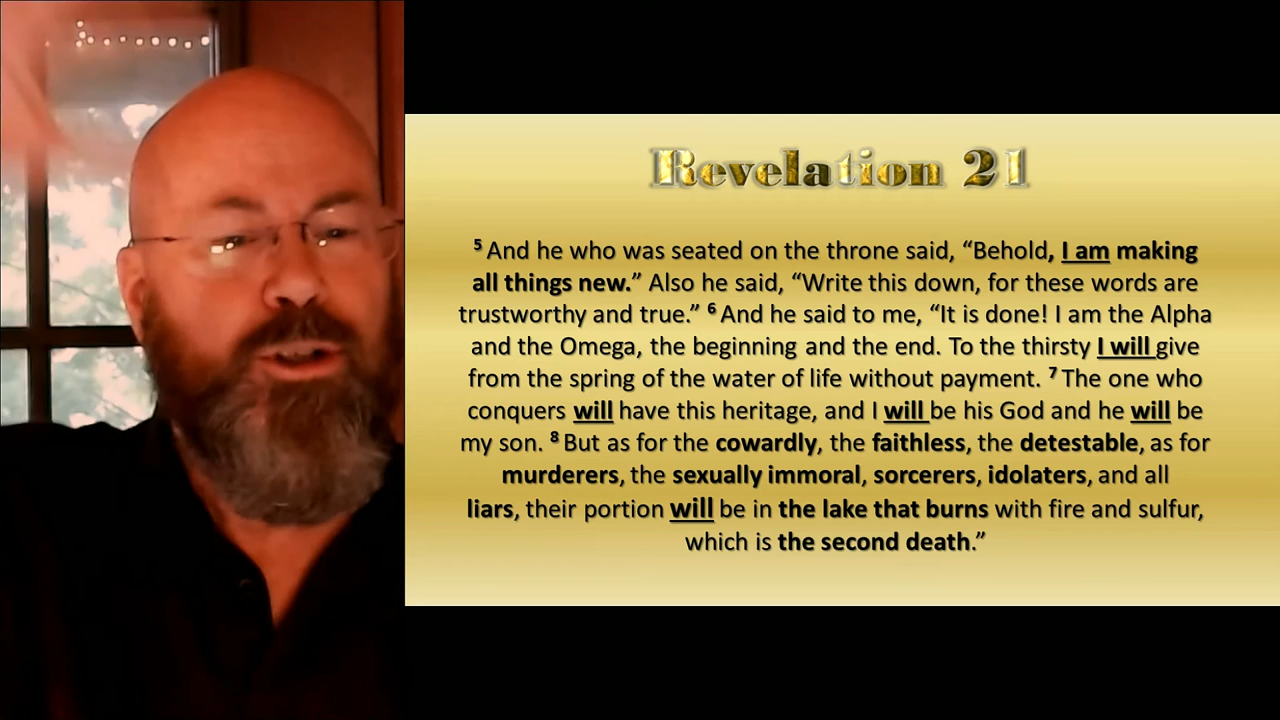 Revelation 21
⁵ And he who was seated on the throne said, “Behold, I am making
all things new.” Also he said, “Write this down, for these words are
trustworthy and true.” ⁶ And he said to me, “It is done! I am the Alpha
and the Omega, the beginning and the end. To the thirsty I will give
from the spring of the water of life without payment. ⁷ The one who
conquers will have this heritage, and I will be his God and he will be
my son. ⁸ But as for the cowardly, the faithless, the detestable, as for
murderers, the sexually immoral, sorcerers, idolaters, and all
liars, their portion will be in the lake that burns with fire and sulfur,
which is the second death.”